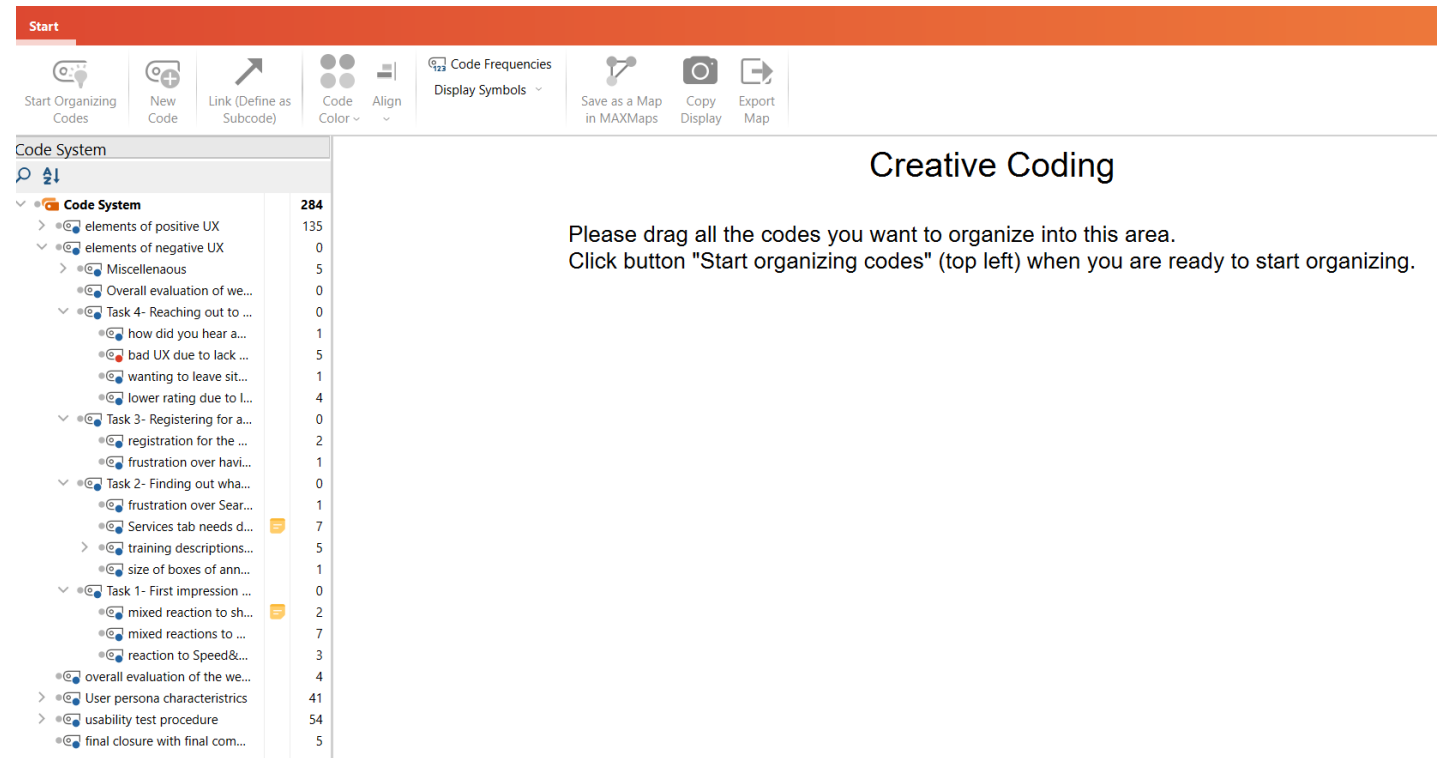 Start
Start Organizing
Codes
New
Code
Link (Define as
Subcode)
Code
Color
Align
123
Code Frequencies
Display Symbols
Save as a Map
in MAXMaps
Copy
Display
Export
Map
Code System
Creative Coding
Please drag all the codes you want to organize into this area.
Click button "Start organizing codes" (top left) when you are ready to start organizing.
Code System 284
elements of positive UX 135
elements of negative UX 0
Miscellenaous 5
Overall evaluation of we... 0
Task 4- Reaching out to ... 0
how did you hear a... 1
bad UX due to lack ... 5
wanting to leave sit... 1
lower rating due to l... 4
Task 3- Registering for a... 0
registration for the ... 2
frustration over havi... 1
Task 2- Finding out wha... 0
frustration over Sear... 1
Services tab needs d... 7
training descriptions... 5
size of boxes of ann... 1
Task 1- First impression ... 0
mixed reaction to sh... 2
mixed reactions to ... 7
reaction to Speed&... 3
overall evaluation of the we... 4
User persona characteristrics 41
usability test procedure 54
final closure with final com... 5